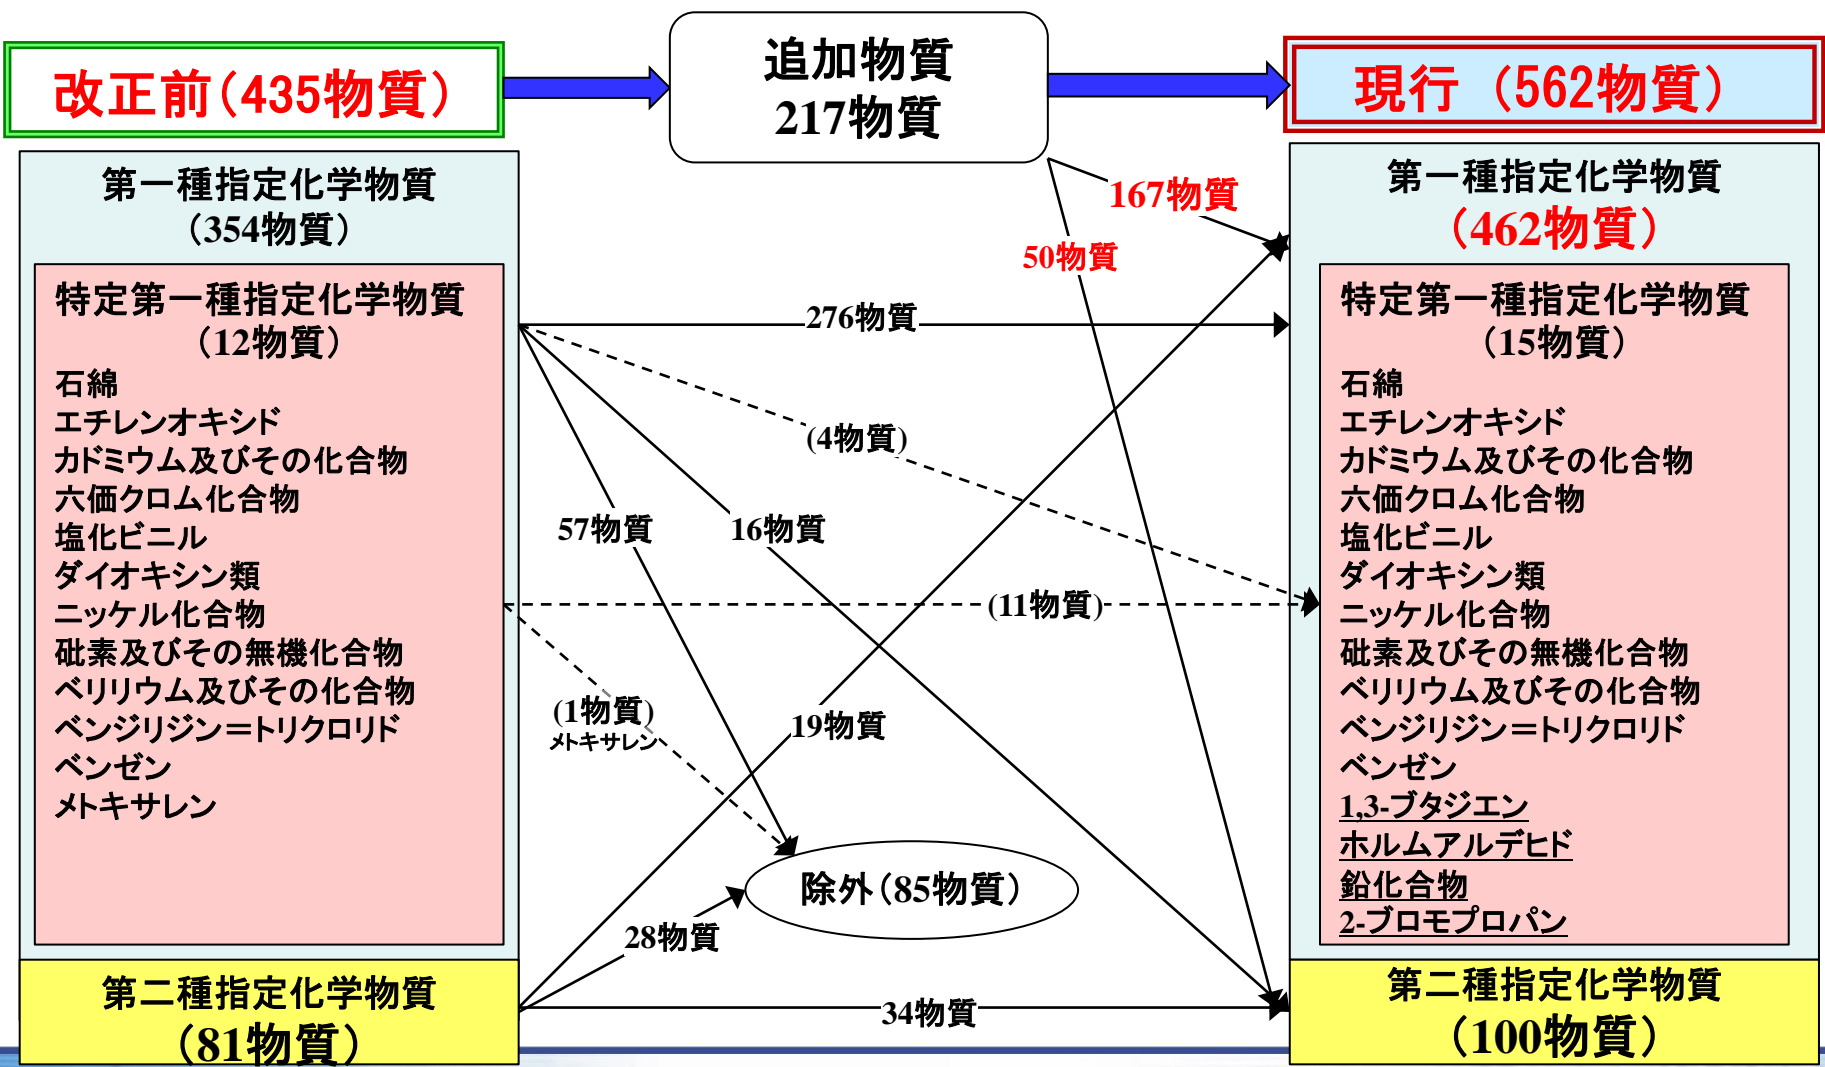 改正前（435物質）
追加物質
217物質
現行（562物質）
第一種指定化学物質
（354物質）
特定第一種指定化学物質
（12物質）
石綿
エチレンオキシド
カドミウム及びその化合物
六価クロム化合物
塩化ビニル
ダイオキシン類
ニッケル化合物
砒素及びその無機化合物
ベリリウム及びその化合物
ベンジリジン＝トリクロリド
ベンゼン
メトキサレン
第二種指定化学物質
（81物質）
167物質
50物質
276物質
(4物質)
57物質
16物質
(11物質)
(1物質)
メトキサレン
19物質
除外（85物質）
28物質
34物質
第一種指定化学物質
（462物質）
特定第一種指定化学物質
（15物質）
石綿
エチレンオキシド
カドミウム及びその化合物
六価クロム化合物
塩化ビニル
ダイオキシン類
ニッケル化合物
砒素及びその無機化合物
ベリリウム及びその化合物
ベンジリジン＝トリクロリド
ベンゼン
1,3-ブタジエン
ホルムアルデヒド
鉛化合物
2-ブロモプロパン
第二種指定化学物質
（100物質）